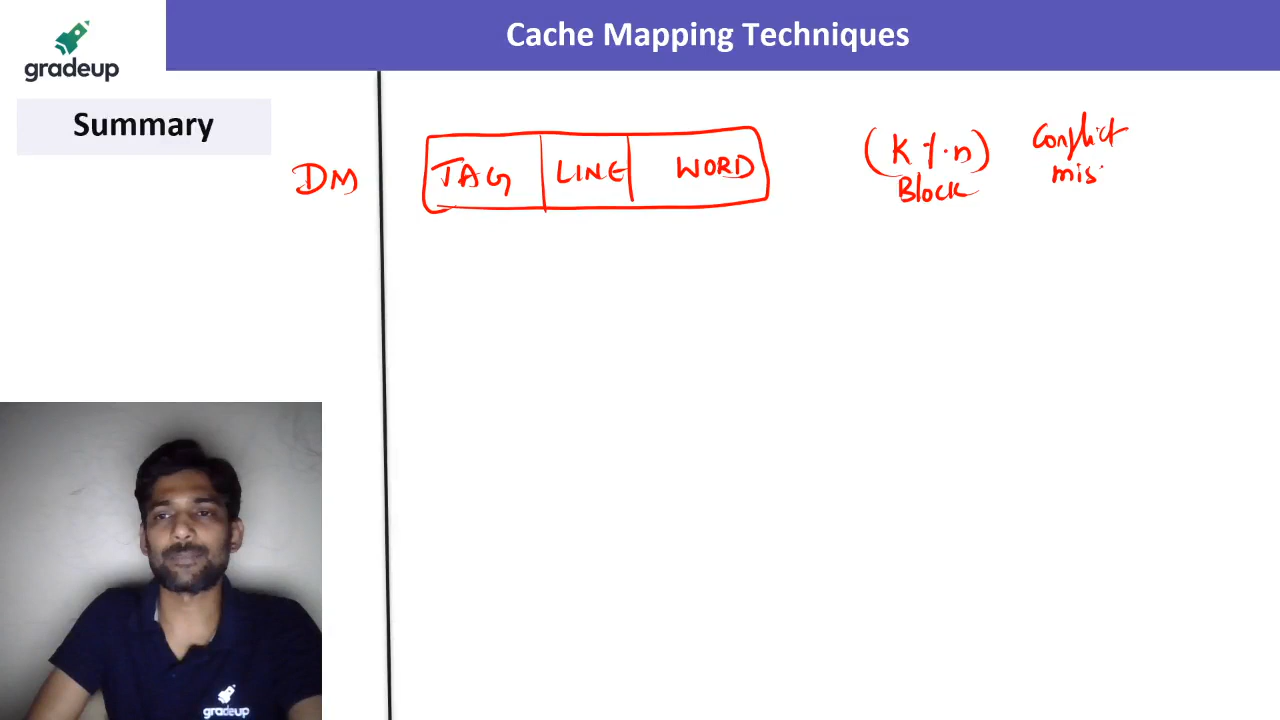 Cache Mapping Techniques
gradeup
Summary
DM
TAG LINE WORD
(K %. n)
Block
Conflict
mis
gradeup